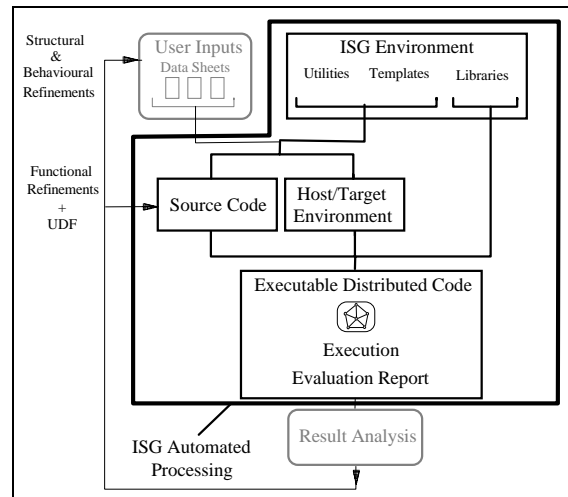 Structural
&
Behavioural
Refinements
User Inputs
Data Sheets
ISG Environment
Utilities Templates Libraries
Functional
Refinements
+
UDF
Source Code
Host/Target
Environment
Executable Distributed Code
Execution
Evaluation Report
Result Analysis
ISG Automated
Processing